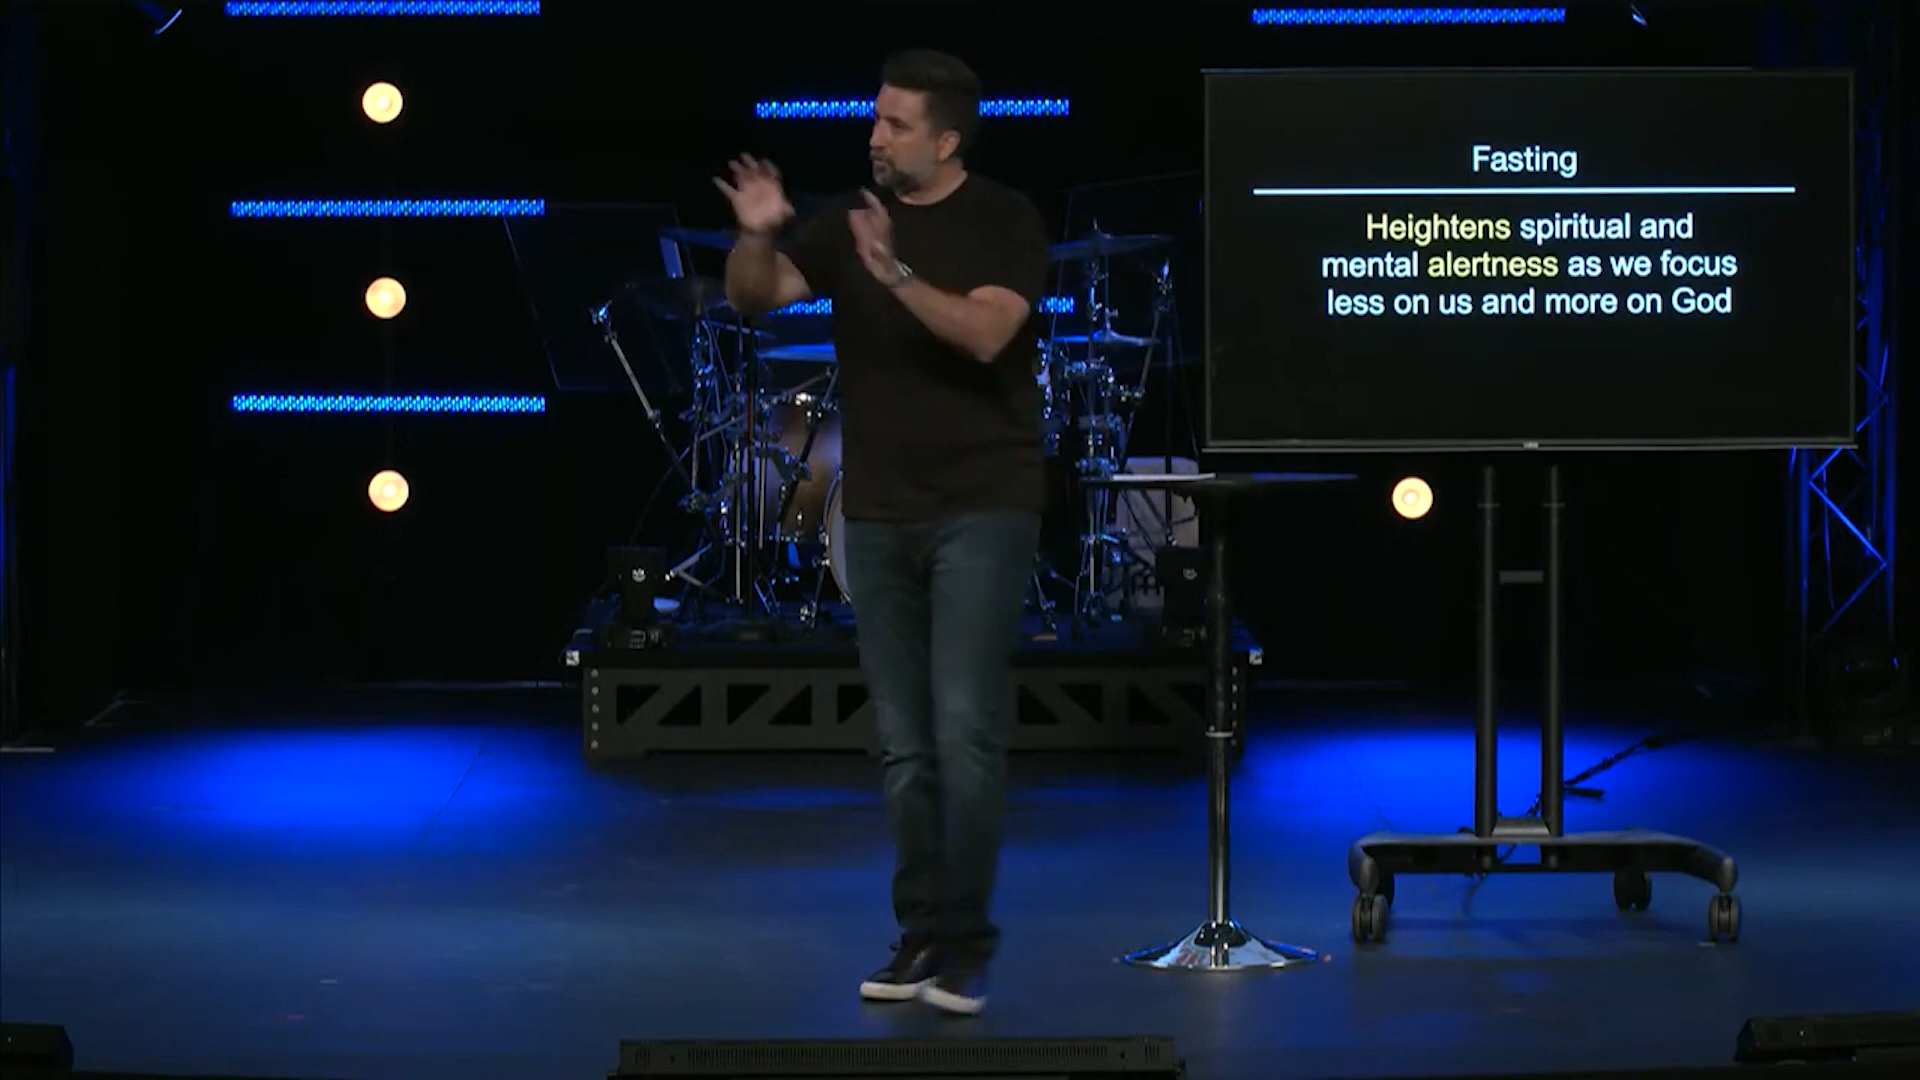 Fasting
Heightens spiritual and
mental alertness as we focus
less on us and more on God